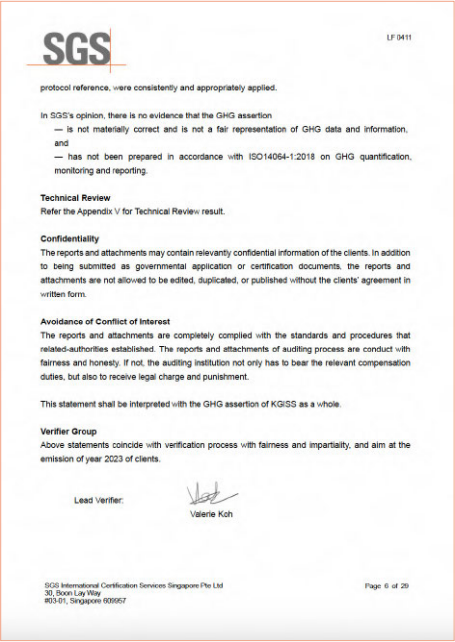 SGS
LF 0411
protocol reference, were consistently and appropriately applied.
In SGS's opinion, there is no evidence that the GHG assertion
— is not materially correct and is not a fair representation of GHG data and information,
and
— has not been prepared in accordance with ISO14064-1:2018 on GHG quantification,
monitoring and reporting.
Technical Review
Refer the Appendix V for Technical Review result.
Confidentiality
The reports and attachments may contain relevantly confidential information of the clients. In addition
to being submitted as governmental application or certification documents, the reports and
attachments are not allowed to be edited, duplicated, or published without the clients' agreement in
written form.
Avoidance of Conflict of Interest
The reports and attachments are completely complied with the standards and procedures that
related-authorities established. The reports and attachments of auditing process are conduct with
fairness and honesty. If not, the auditing institution not only has to bear the relevant compensation
duties, but also to receive legal charge and punishment.
This statement shall be interpreted with the GHG assertion of KGISS as a whole.
Verifier Group
Above statements coincide with verification process with fairness and impartiality, and aim at the
emission of year 2023 of clients.
Lead Verifier:
Valerie Koh
SGS International Certification Services Singapore Pte Ltd
30, Boon Lay Way
#03-01, Singapore 609957
Page 6 of 29